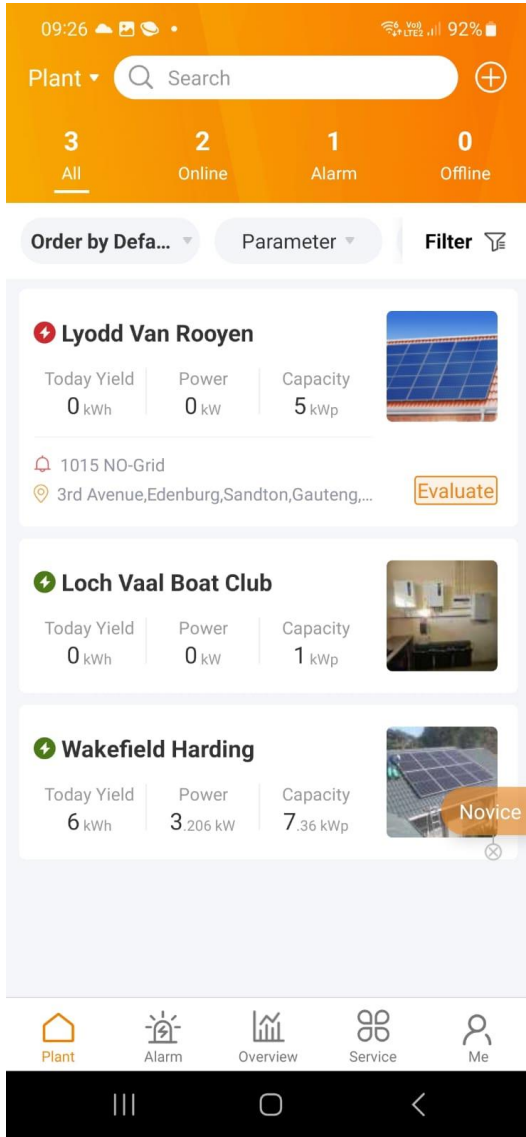 09:26
Vo)) LTE2 92%
Plant Search
3 2 1 0
All Online Alarm Offline
Order by Defa... Parameter Filter
Lyodd Van Rooyen
Today Yield Power Capacity
0 kWh 0 kW 5 kWp
1015 NO-Grid
3rd Avenue,Edenburg,Sandton,Gauteng,...
Evaluate
Loch Vaal Boat Club
Today Yield Power Capacity
0 kWh 0 kW 1 kWp
Wakefield Harding
Today Yield Power Capacity
6 kWh 3.206 kW 7.36 kWp
Novice
Plant Alarm Overview Service Me